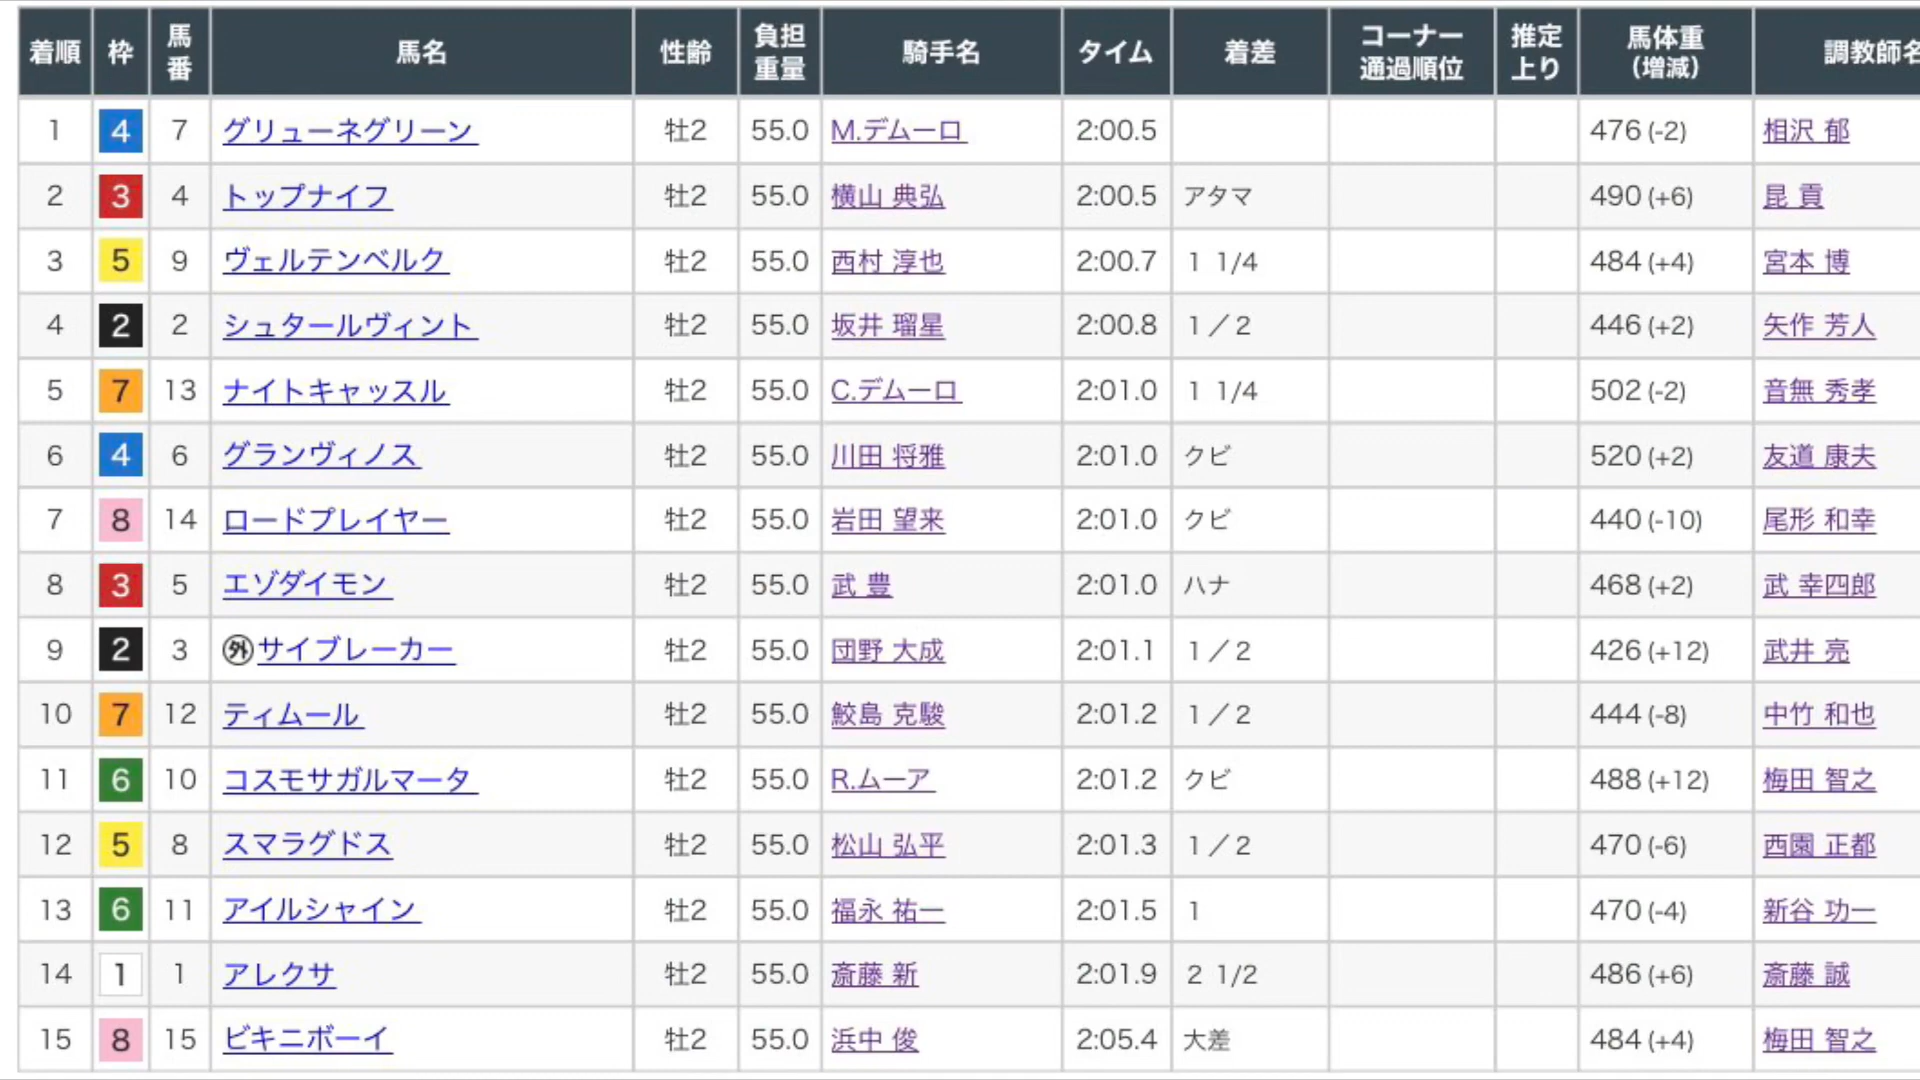 着順 枠 馬番 馬名 性齢 負担重量 騎手名 タイム 着差 コーナー通過順位 推定上り 馬体重(増減) 調教師名
1 4 7 グリューネグリーン 牡2 55.0 M.デムーロ 2:00.5 476 (-2) 相沢 郁
2 3 4 トップナイフ 牡2 55.0 横山 典弘 2:00.5 アタマ 490 (+6) 昆 貢
3 5 9 ヴェルテンベルク 牡2 55.0 西村 淳也 2:00.7 1 1/4 484 (+4) 宮本 博
4 2 2 シュタールヴィント 牡2 55.0 坂井 瑠星 2:00.8 1／2 446 (+2) 矢作 芳人
5 7 13 ナイトキャッスル 牡2 55.0 C.デムーロ 2:01.0 1 1/4 502 (-2) 音無 秀孝
6 4 6 グランヴィノス 牡2 55.0 川田 将雅 2:01.0 クビ 520 (+2) 友道 康夫
7 8 14 ロードプレイヤー 牡2 55.0 岩田 望来 2:01.0 クビ 440 (-10) 尾形 和幸
8 3 5 エゾダイモン 牡2 55.0 武 豊 2:01.0 ハナ 468 (+2) 武 幸四郎
9 2 3 外 サイブレーカー 牡2 55.0 団野 大成 2:01.1 1／2 426 (+12) 武井 亮
10 7 12 ティムール 牡2 55.0 鮫島 克駿 2:01.2 1／2 444 (-8) 中竹 和也
11 6 10 コスモサガルマータ 牡2 55.0 R.ムーア 2:01.2 クビ 488 (+12) 梅田 智之
12 5 8 スマラグドス 牡2 55.0 松山 弘平 2:01.3 1／2 470 (-6) 西園 正都
13 6 11 アイルシャイン 牡2 55.0 福永 祐一 2:01.5 1 470 (-4) 新谷 功一
14 1 1 アレクサ 牡2 55.0 斎藤 新 2:01.9 2 1/2 486 (+6) 斎藤 誠
15 8 15 ビキニボーイ 牡2 55.0 浜中 俊 2:05.4 大差 484 (+4) 梅田 智之